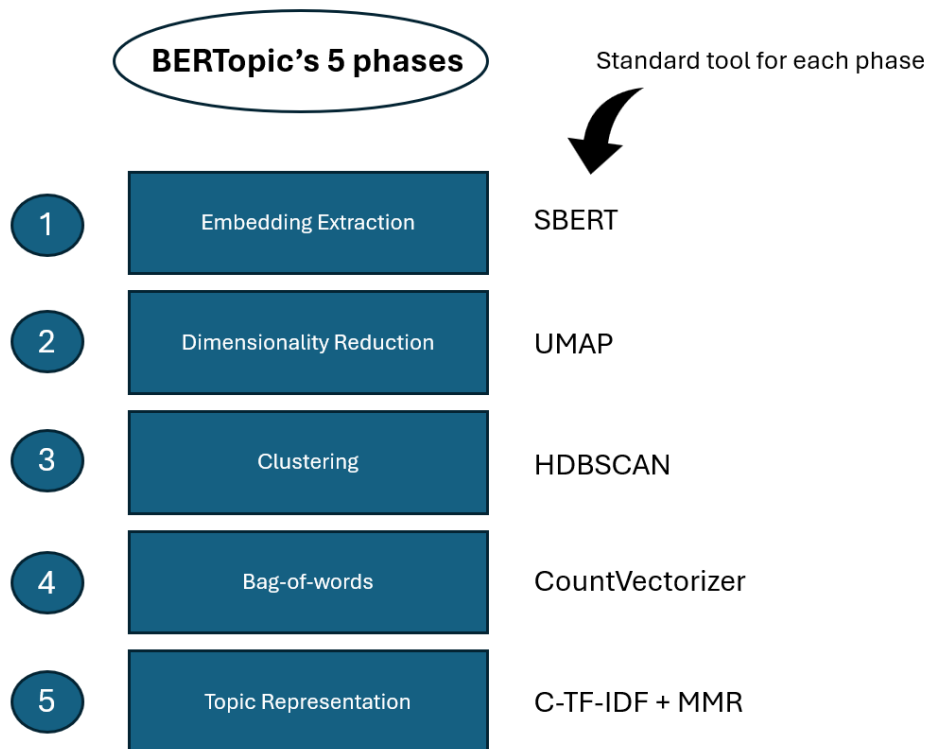 BERTopic's 5 phases
Standard tool for each phase
1
Embedding Extraction
SBERT
2
Dimensionality Reduction
UMAP
3
Clustering
HDBSCAN
4
Bag-of-words
CountVectorizer
5
Topic Representation
C-TF-IDF + MMR